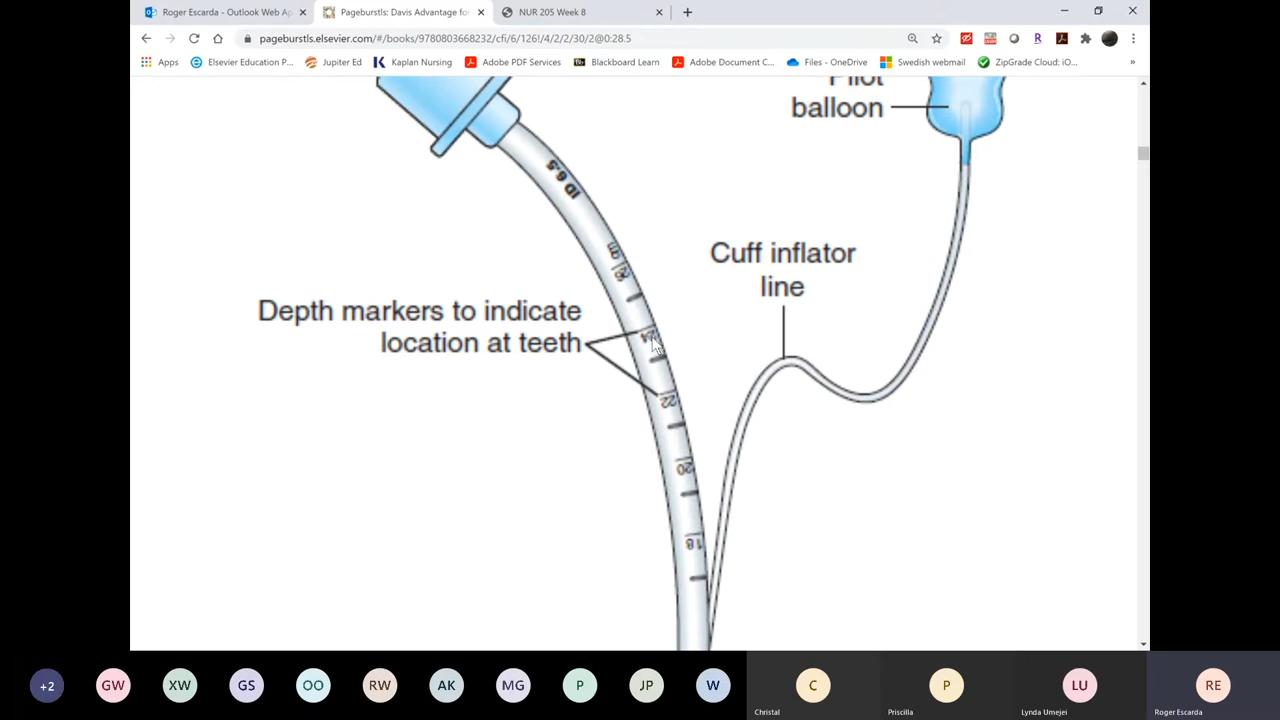 Roger Escarda - Outlook Web Ap
Pageburstls: Davis Advantage for
NUR 205 Week 8
pageburstls.elsevier.com/#/books/9780803668232/cfi/6/126!/4/2/2/30/2@0:28.5
Apps
Elsevier Education P...
Jupiter Ed
Kaplan Nursing
Adobe PDF Services
Blackboard Learn
Adobe Document C...
Files - OneDrive
Swedish webmail
ZipGrade Cloud: iO...
»
Pilot
balloon
ID 6.5
cm
Cuff inflator
line
Depth markers to indicate
location at teeth
24
22
20
18
+2
GW
XW
GS
OO
RW
AK
MG
P
JP
W
C
Christal
P
Priscilla
LU
Lynda Umejei
RE
Roger Escarda